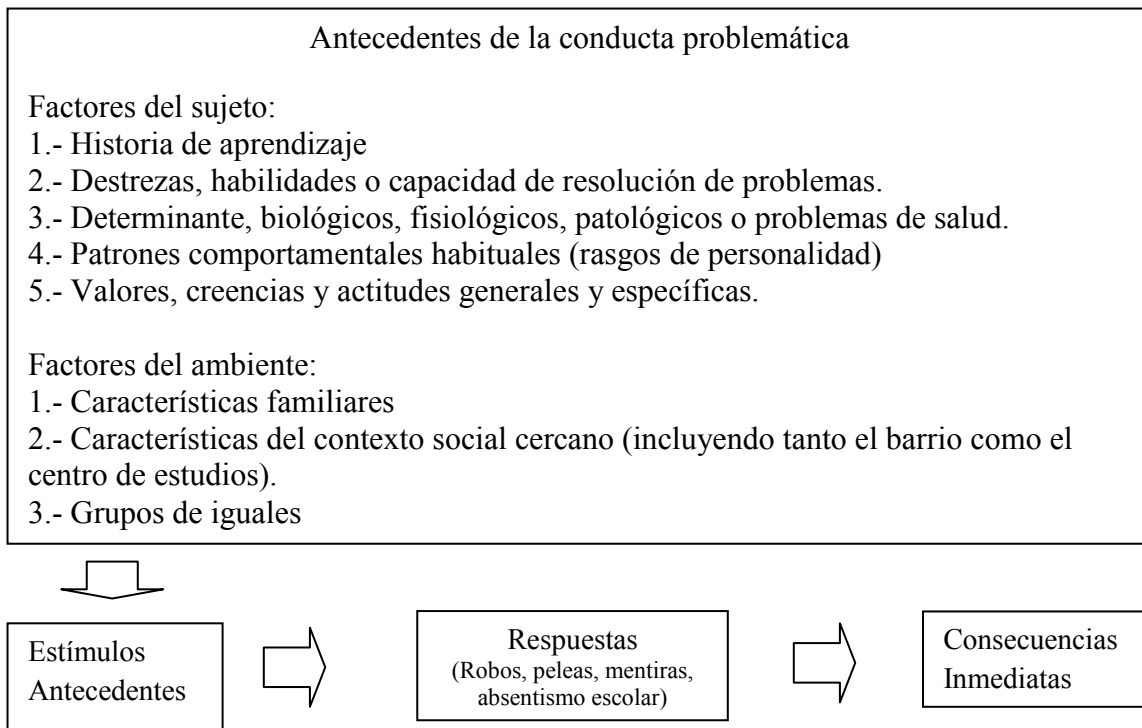 Antecedentes de la conducta problemática
Factores del sujeto:
1.- Historia de aprendizaje
2.- Destrezas, habilidades o capacidad de resolución de problemas.
3.- Determinante, biológicos, fisiológicos, patológicos o problemas de salud.
4.- Patrones comportamentales habituales (rasgos de personalidad)
5.- Valores, creencias y actitudes generales y específicas.
Factores del ambiente:
1.- Características familiares
2.- Características del contexto social cercano (incluyendo tanto el barrio como el
centro de estudios).
3.- Grupos de iguales
Estímulos
Antecedentes
Respuestas
(Robos, peleas, mentiras,
absentismo escolar)
Consecuencias
Inmediatas